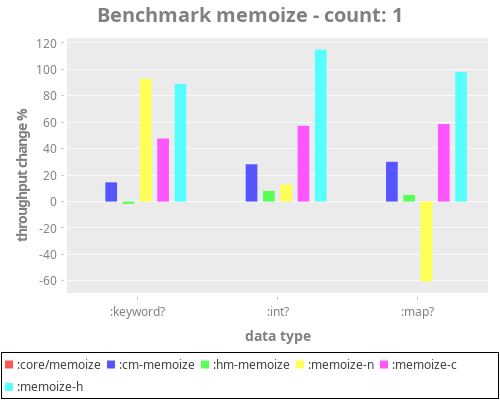 Benchmark memoize - count: 1
throughput change %
120
100
80
60
40
20
0
-20
-40
-60
:keyword?
:int?
:map?
data type
:core/memoize :cm-memoize :hm-memoize :memoize-n :memoize-c
:memoize-h